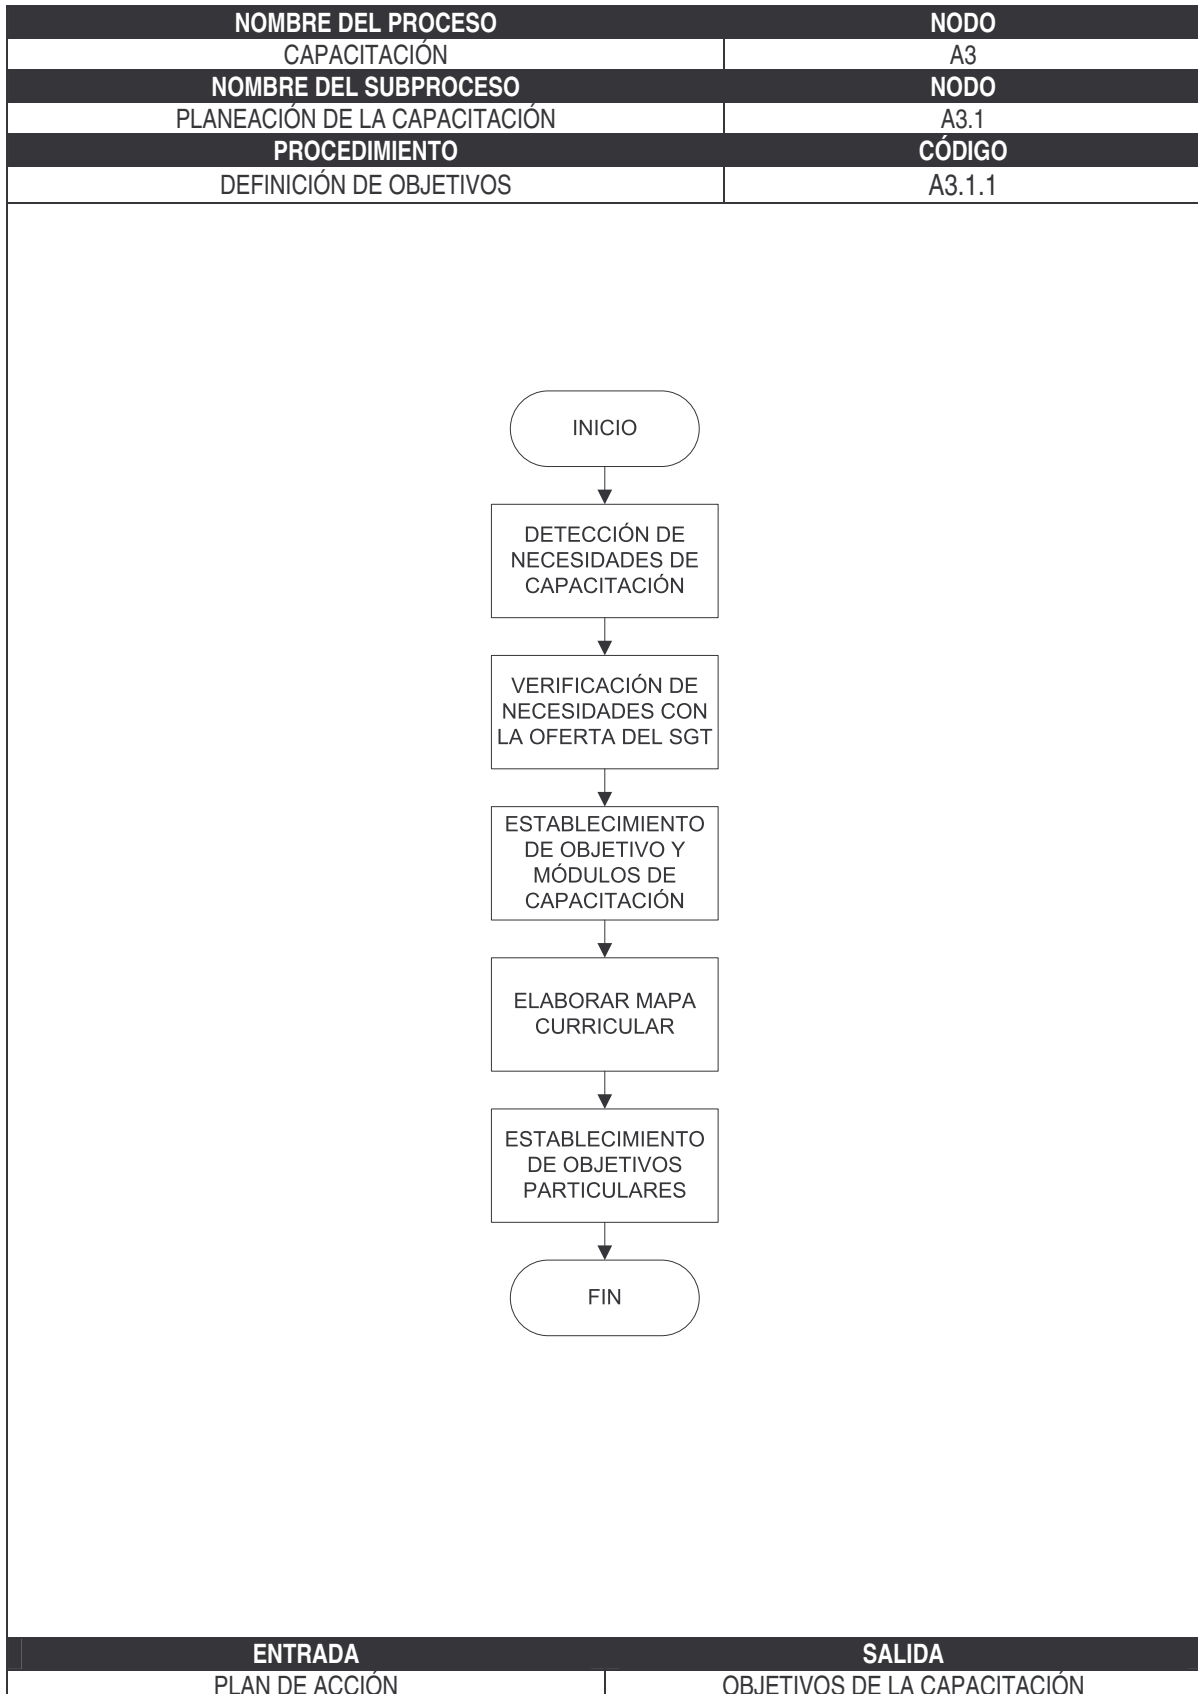 NOMBRE DEL PROCESO NODO
CAPACITACIÓN A3
NOMBRE DEL SUBPROCESO NODO
PLANEACIÓN DE LA CAPACITACIÓN A3.1
PROCEDIMIENTO CÓDIGO
DEFINICIÓN DE OBJETIVOS A3.1.1
INICIO
DETECCIÓN DE
NECESIDADES DE
CAPACITACIÓN
VERIFICACIÓN DE
NECESIDADES CON
LA OFERTA DEL SGT
ESTABLECIMIENTO
DE OBJETIVO Y
MÓDULOS DE
CAPACITACIÓN
ELABORAR MAPA
CURRICULAR
ESTABLECIMIENTO
DE OBJETIVOS
PARTICULARES
FIN
ENTRADA SALIDA
PLAN DE ACCIÓN OBJETIVOS DE LA CAPACITACIÓN